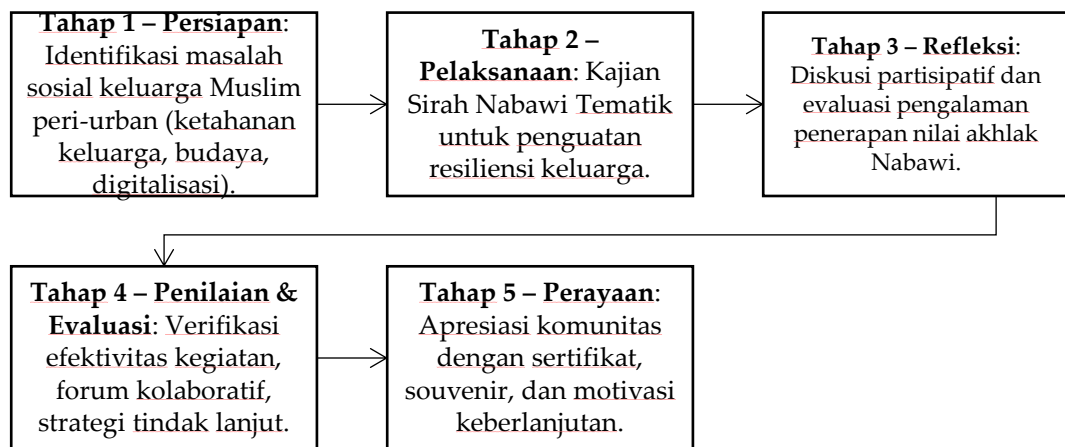 Tahap 1 – Persiapan:
Identifikasi masalah
sosial keluarga Muslim
peri-urban (ketahanan
keluarga, budaya,
digitalisasi).
Tahap 2 –
Pelaksanaan: Kajian
Sirah Nabawi Tematik
untuk penguatan
resiliensi keluarga.
Tahap 3 – Refleksi:
Diskusi partisipatif dan
evaluasi pengalaman
penerapan nilai akhlak
Nabawi.
Tahap 4 – Penilaian &
Evaluasi: Verifikasi
efektivitas kegiatan,
forum kolaboratif,
strategi tindak lanjut.
Tahap 5 – Perayaan:
Apresiasi komunitas
dengan sertifikat,
souvenir, dan motivasi
keberlanjutan.